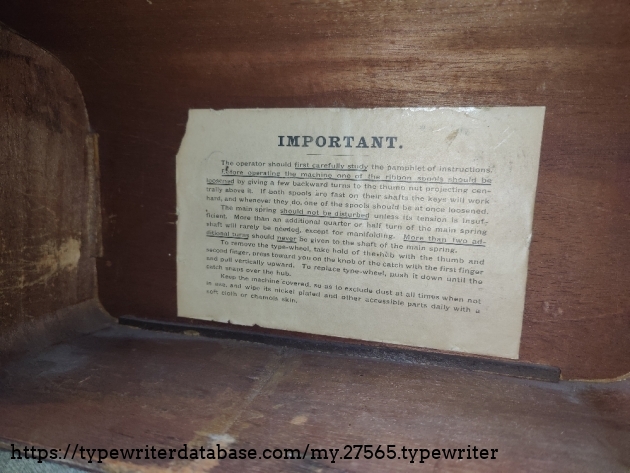 IMPORTANT.
The operator should first carefully study the pamphlet of instructions.
Before operating the machine one of the ribbon spools should be
loosened by giving a few backward turns to the thumb nut projecting cen-
trally above it. If both spools are fast on their shafts the keys will work
hard, and whenever they do, one of the spools should be at once loosened.
The main spring should not be disturbed unless its tension is insuf-
ficient. More than an additional quarter or half turn of the main spring
shaft will rarely be needed, except for manifolding. More than two ad-
ditional turns should never be given to the shaft of the main spring.
To remove the type-wheel, take hold of the hub with the thumb and
second finger, press toward you on the knob of the catch with the first finger
and pull vertically upward. To replace type-wheel, push it down until the
catch snaps over the hub.
Keep the machine covered, so as to exclude dust at all times when not
in use, and wipe its nickel plated and other accessible parts daily with a
soft cloth or chamois skin.
https://typewriterdatabase.com/my.27565.typewriter